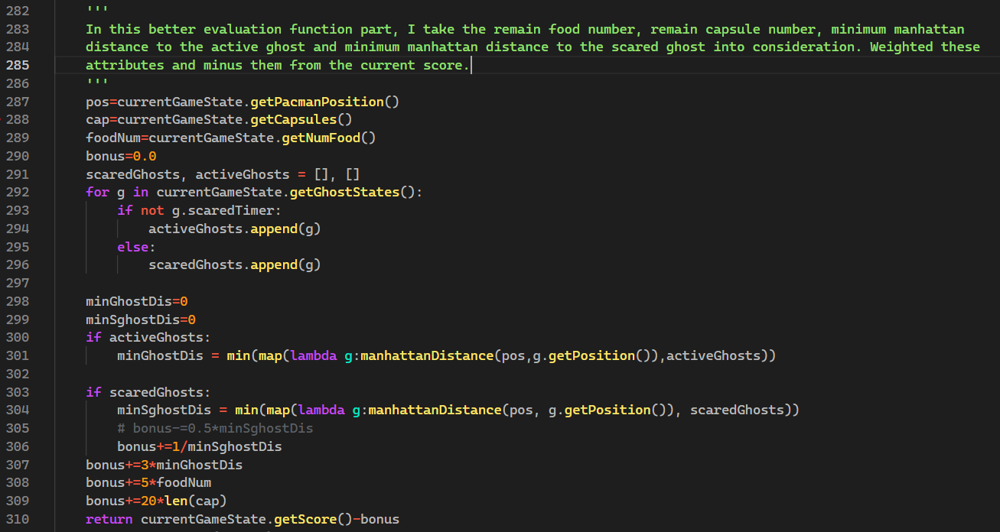 282 '''
283 In this better evaluation function part, I take the remain food number, remain capsule number, minimum manhattan
284 distance to the active ghost and minimum manhattan distance to the scared ghost into consideration. Weighted these
285 attributes and minus them from the current score.
286 '''
287 pos=currentGameState.getPacmanPosition()
288 cap=currentGameState.getCapsules()
289 foodNum=currentGameState.getNumFood()
290 bonus=0.0
291 scaredGhosts, activeGhosts = [], []
292 for g in currentGameState.getGhostStates():
293     if not g.scaredTimer:
294         activeGhosts.append(g)
295     else:
296         scaredGhosts.append(g)
297
298 minGhostDis=0
299 minSghostDis=0
300 if activeGhosts:
301     minGhostDis = min(map(lambda g:manhattanDistance(pos,g.getPosition()),activeGhosts))
302
303 if scaredGhosts:
304     minSghostDis = min(map(lambda g:manhattanDistance(pos, g.getPosition()), scaredGhosts))
305     # bonus-=0.5*minSghostDis
306     bonus+=1/minSghostDis
307 bonus+=3*minGhostDis
308 bonus+=5*foodNum
309 bonus+=20*len(cap)
310 return currentGameState.getScore()-bonus